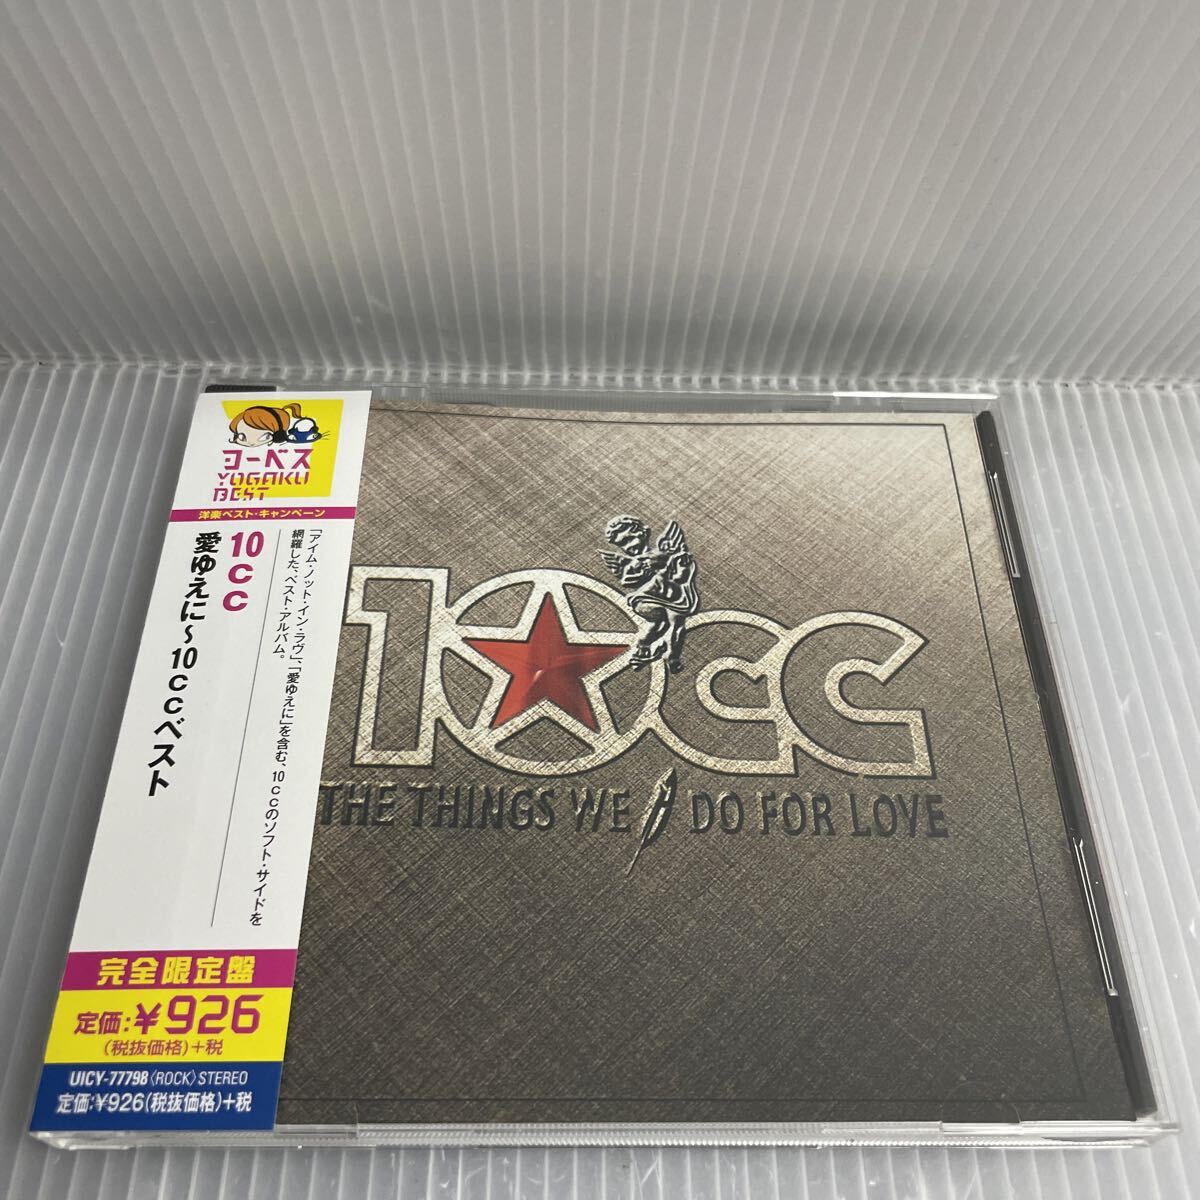 ヨーベス
YOGAKU
BEST
洋楽ベスト・キャンペーン
10cc
愛ゆえに〜10ccベスト
「アイム・ノット・イン・ラヴ」、「愛ゆえに」を含む、10ccのソフト・サイドを
網羅した、ベスト・アルバム。
完全限定盤
定価:¥926
(税抜価格)+税
UICY-77798〈ROCK〉STEREO
定価:¥926(税抜価格)+税
10cc
THE THINGS WE DO FOR LOVE